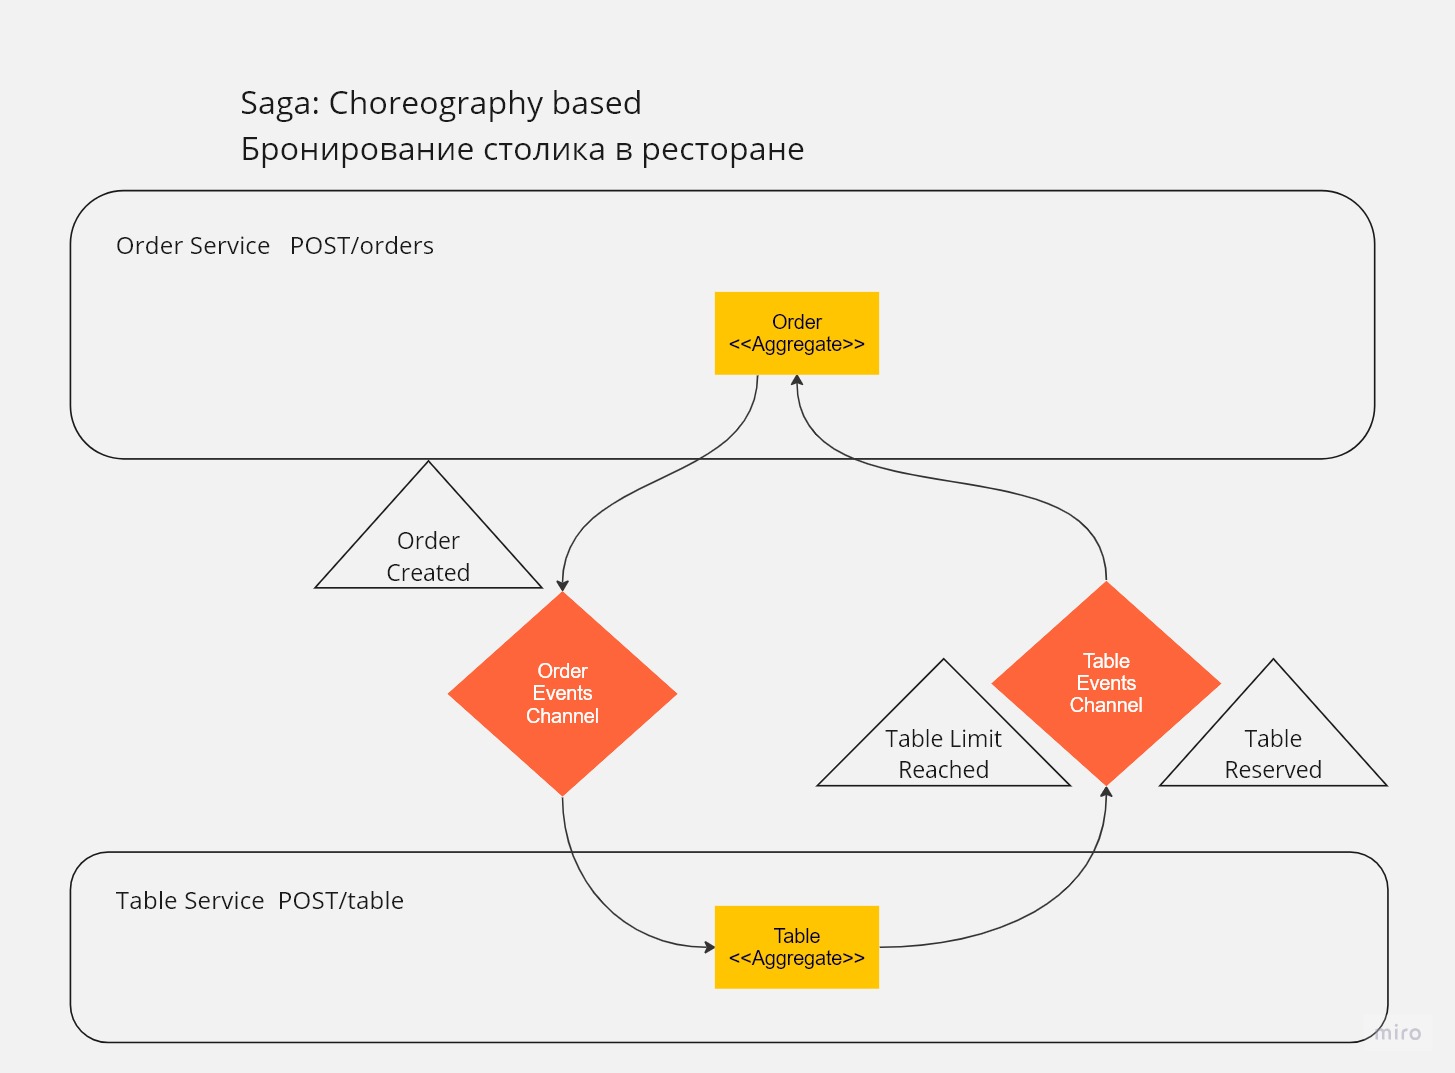 Saga: Choreography based
Бронирование столика в ресторане
Order Service   POST/orders
Order
<<Aggregate>>
Order
Created
Order
Events
Channel
Table
Events
Channel
Table Limit
Reached
Table
Reserved
Table Service  POST/table
Table
<<Aggregate>>
miro